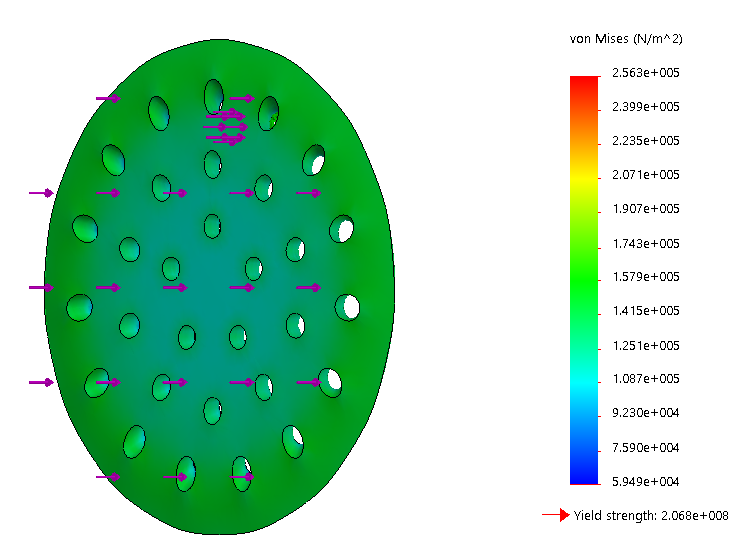 von Mises (N/m^2)
2.563e+005
2.399e+005
2.235e+005
2.071e+005
1.907e+005
1.743e+005
1.579e+005
1.415e+005
1.251e+005
1.087e+005
9.230e+004
7.590e+004
5.949e+004
Yield strength: 2.068e+008